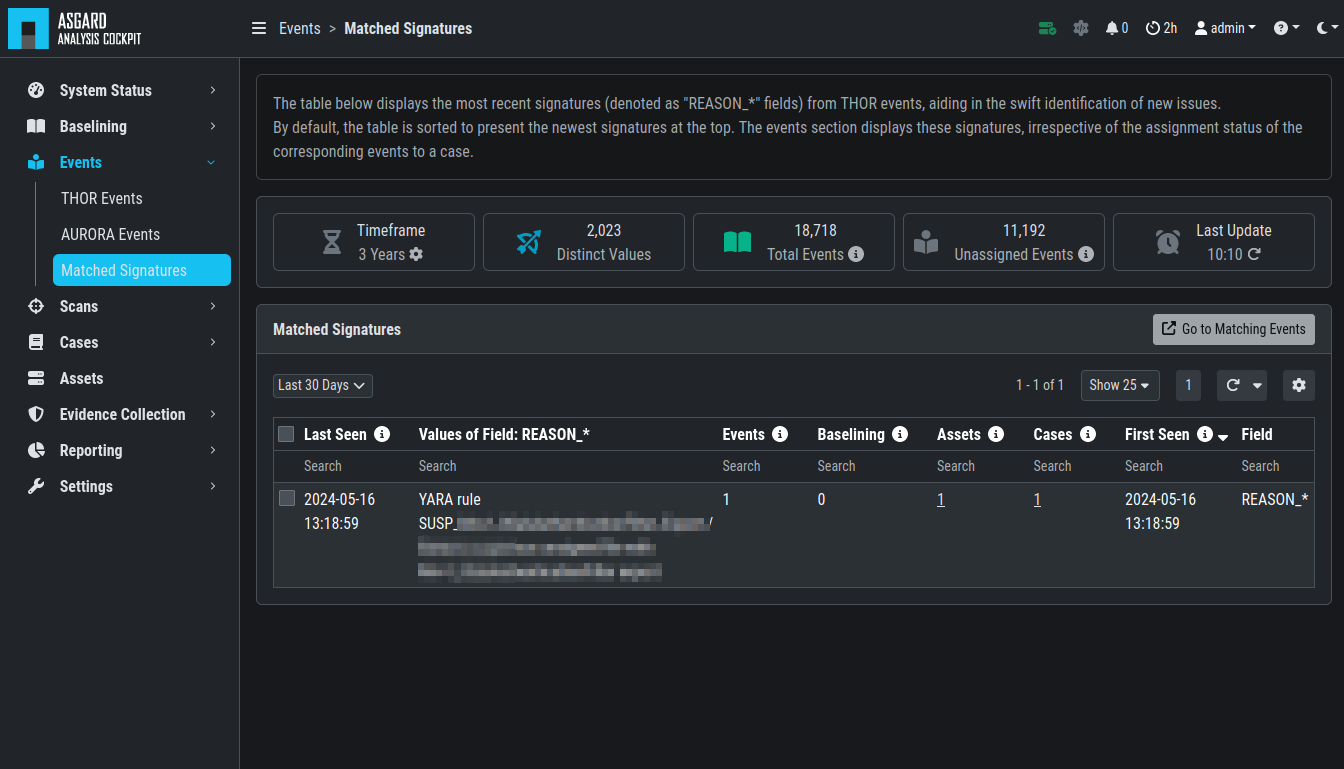 ASGARD
ANALYSIS COCKPIT
Events > Matched Signatures
0
2h
admin
System Status
Baselining
Events
THOR Events
AURORA Events
Matched Signatures
Scans
Cases
Assets
Evidence Collection
Reporting
Settings
The table below displays the most recent signatures (denoted as "REASON_*" fields) from THOR events, aiding in the swift identification of new issues.
By default, the table is sorted to present the newest signatures at the top. The events section displays these signatures, irrespective of the assignment status of the
corresponding events to a case.
Timeframe
3 Years
2,023
Distinct Values
18,718
Total Events
11,192
Unassigned Events
Last Update
10:10
Matched Signatures
Go to Matching Events
Last 30 Days
1 - 1 of 1
Show 25
1
Last Seen Values of Field: REASON_* Events Baselining Assets Cases First Seen Field
Search Search Search Search Search Search Search Search
2024-05-16 YARA rule 1 0 1 1 2024-05-16 REASON_*
13:18:59 SUSP_ / 13:18:59